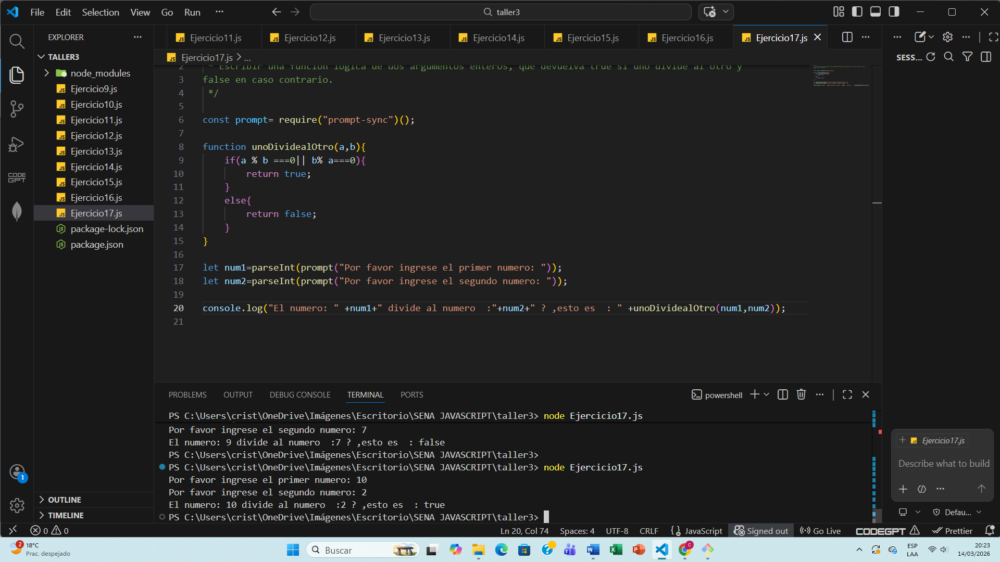 File Edit Selection View Go Run ···
taller3
EXPLORER ···
TALLER3
node_modules
Ejercicio9.js
Ejercicio10.js
Ejercicio11.js
Ejercicio12.js
Ejercicio13.js
Ejercicio14.js
Ejercicio15.js
Ejercicio16.js
Ejercicio17.js
package-lock.json
package.json
OUTLINE
TIMELINE
CODE
GPT
1
Ejercicio11.js Ejercicio12.js Ejercicio13.js Ejercicio14.js Ejercicio15.js Ejercicio16.js Ejercicio17.js
Ejercicio17.js > ...
2 * Escribir una función lógica de dos argumentos enteros, que devuelva true si uno divide al otro y
3 false en caso contrario.
4 */
5
6 const prompt= require("prompt-sync")();
7
8 function unoDividealOtro(a,b){
9 if(a % b ===0|| b% a===0){
10 return true;
11 }
12 else{
13 return false;
14 }
15 }
16
17 let num1=parseInt(prompt("Por favor ingrese el primer numero: "));
18 let num2=parseInt(prompt("Por favor ingrese el segundo numero: "));
19
20 console.log("El numero: " +num1+" divide al numero  :"+num2+" ? ,esto es  : " +unoDividealOtro(num1,num2));
21
PROBLEMS OUTPUT DEBUG CONSOLE TERMINAL PORTS
powershell
PS C:\Users\crist\OneDrive\Imágenes\Escritorio\SENA JAVASCRIPT\taller3> node Ejercicio17.js
Por favor ingrese el segundo numero: 7
El numero: 9 divide al numero  :7 ? ,esto es  : false
PS C:\Users\crist\OneDrive\Imágenes\Escritorio\SENA JAVASCRIPT\taller3>
PS C:\Users\crist\OneDrive\Imágenes\Escritorio\SENA JAVASCRIPT\taller3> node Ejercicio17.js
Por favor ingrese el primer numero: 10
Por favor ingrese el segundo numero: 2
El numero: 10 divide al numero  :2 ? ,esto es  : true
PS C:\Users\crist\OneDrive\Imágenes\Escritorio\SENA JAVASCRIPT\taller3>
SESS...
Ejercicio17.js
Describe what to build
Defau...
0 0
Ln 20, Col 74 Spaces: 4 UTF-8 CRLF JavaScript Signed out Go Live CODEGPT Prettier
2
18°C
Prac. despejado
Buscar
ESP
LAA
20:23
14/03/2026